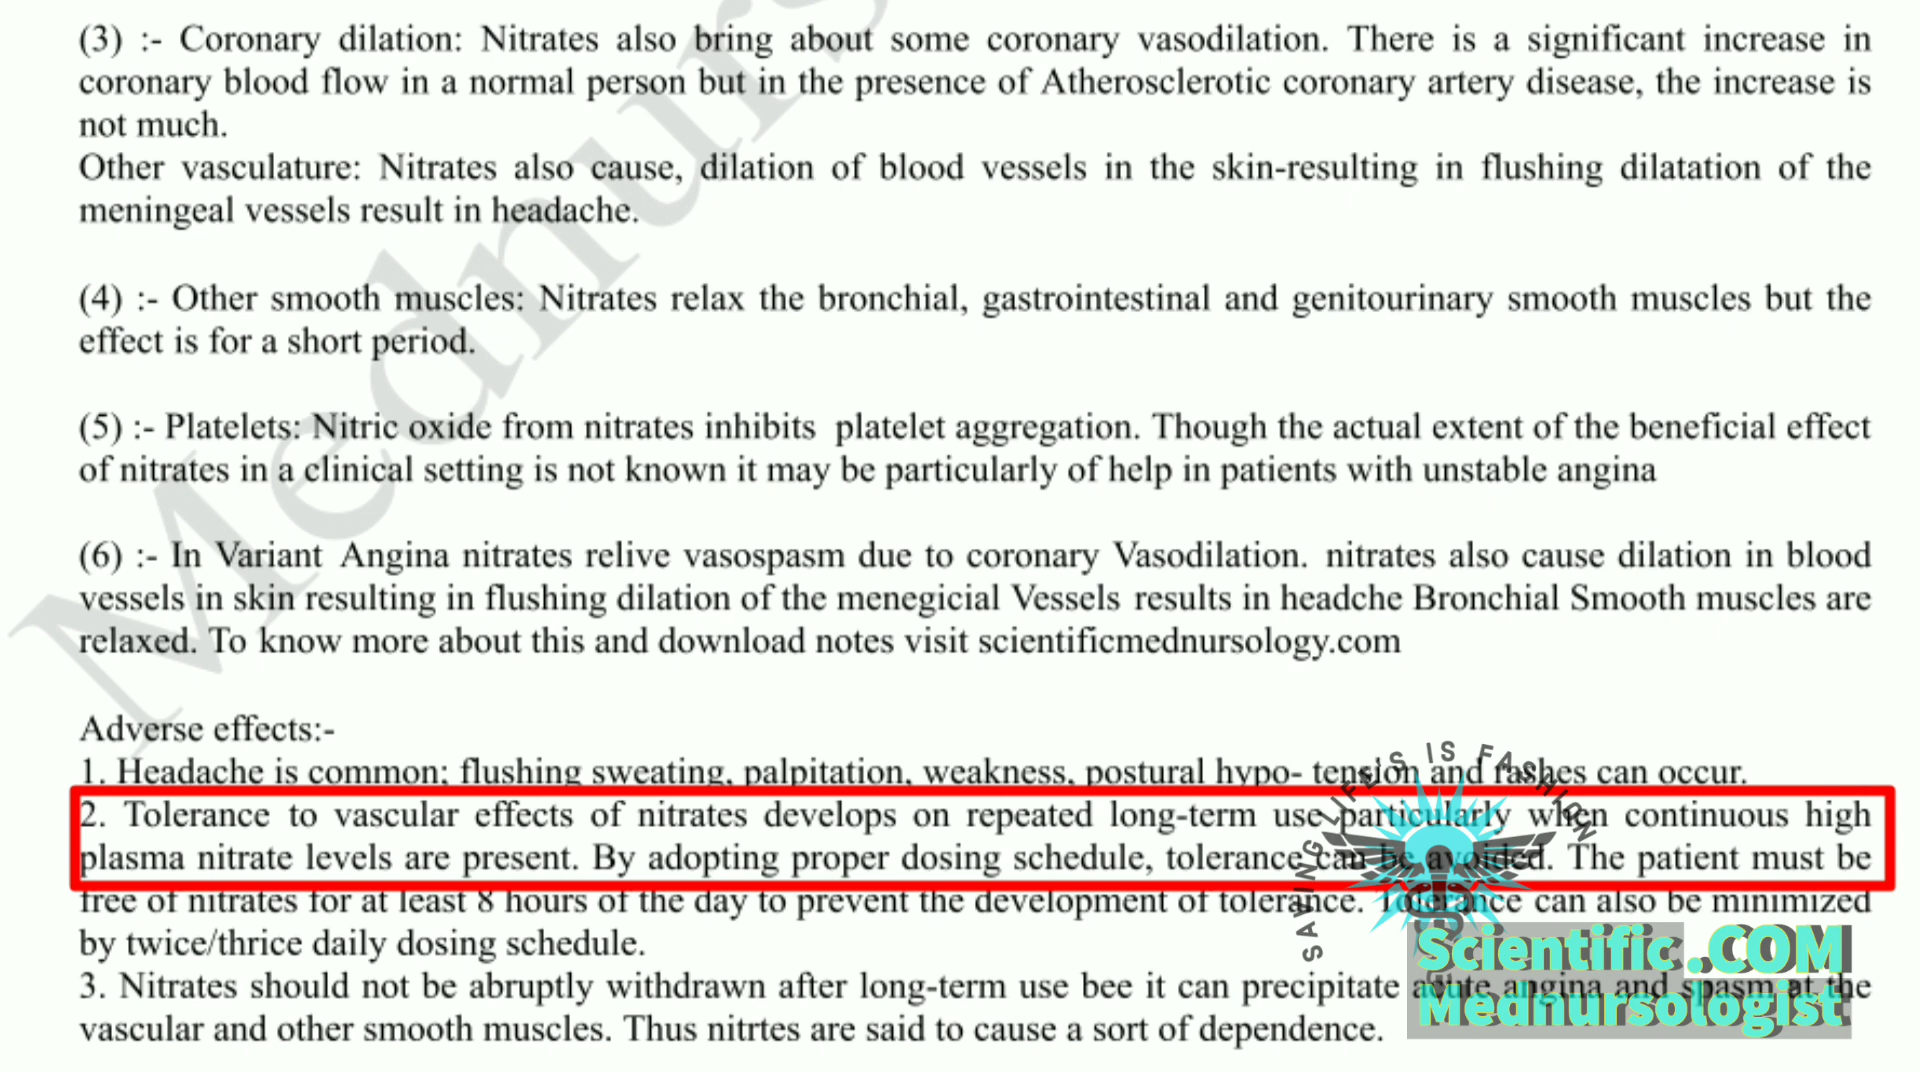 (3) :- Coronary dilation: Nitrates also bring about some coronary vasodilation. There is a significant increase in
coronary blood flow in a normal person but in the presence of Atherosclerotic coronary artery disease, the increase is
not much.
Other vasculature: Nitrates also cause, dilation of blood vessels in the skin-resulting in flushing dilatation of the
meningeal vessels result in headache.
(4) :- Other smooth muscles: Nitrates relax the bronchial, gastrointestinal and genitourinary smooth muscles but the
effect is for a short period.
(5) :- Platelets: Nitric oxide from nitrates inhibits platelet aggregation. Though the actual extent of the beneficial effect
of nitrates in a clinical setting is not known it may be particularly of help in patients with unstable angina
(6) :- In Variant Angina nitrates relive vasospasm due to coronary Vasodilation. nitrates also cause dilation in blood
vessels in skin resulting in flushing dilation of the menegicial Vessels results in headche Bronchial Smooth muscles are
relaxed. To know more about this and download notes visit scientificmednursology.com
Adverse effects:-
1. Headache is common; flushing sweating, palpitation, weakness, postural hypo- tension and rashes can occur.
2. Tolerance to vascular effects of nitrates develops on repeated long-term use particularly when continuous high
plasma nitrate levels are present. By adopting proper dosing schedule, tolerance can be avoided. The patient must be
free of nitrates for at least 8 hours of the day to prevent the development of tolerance. Tolerance can also be minimized
by twice/thrice daily dosing schedule.
3. Nitrates should not be abruptly withdrawn after long-term use bee it can precipitate acute angina and spasm at the
vascular and other smooth muscles. Thus nitrtes are said to cause a sort of dependence.
SAVING LIFE'S IS FASHION
Scientific .COM
Mednursologist